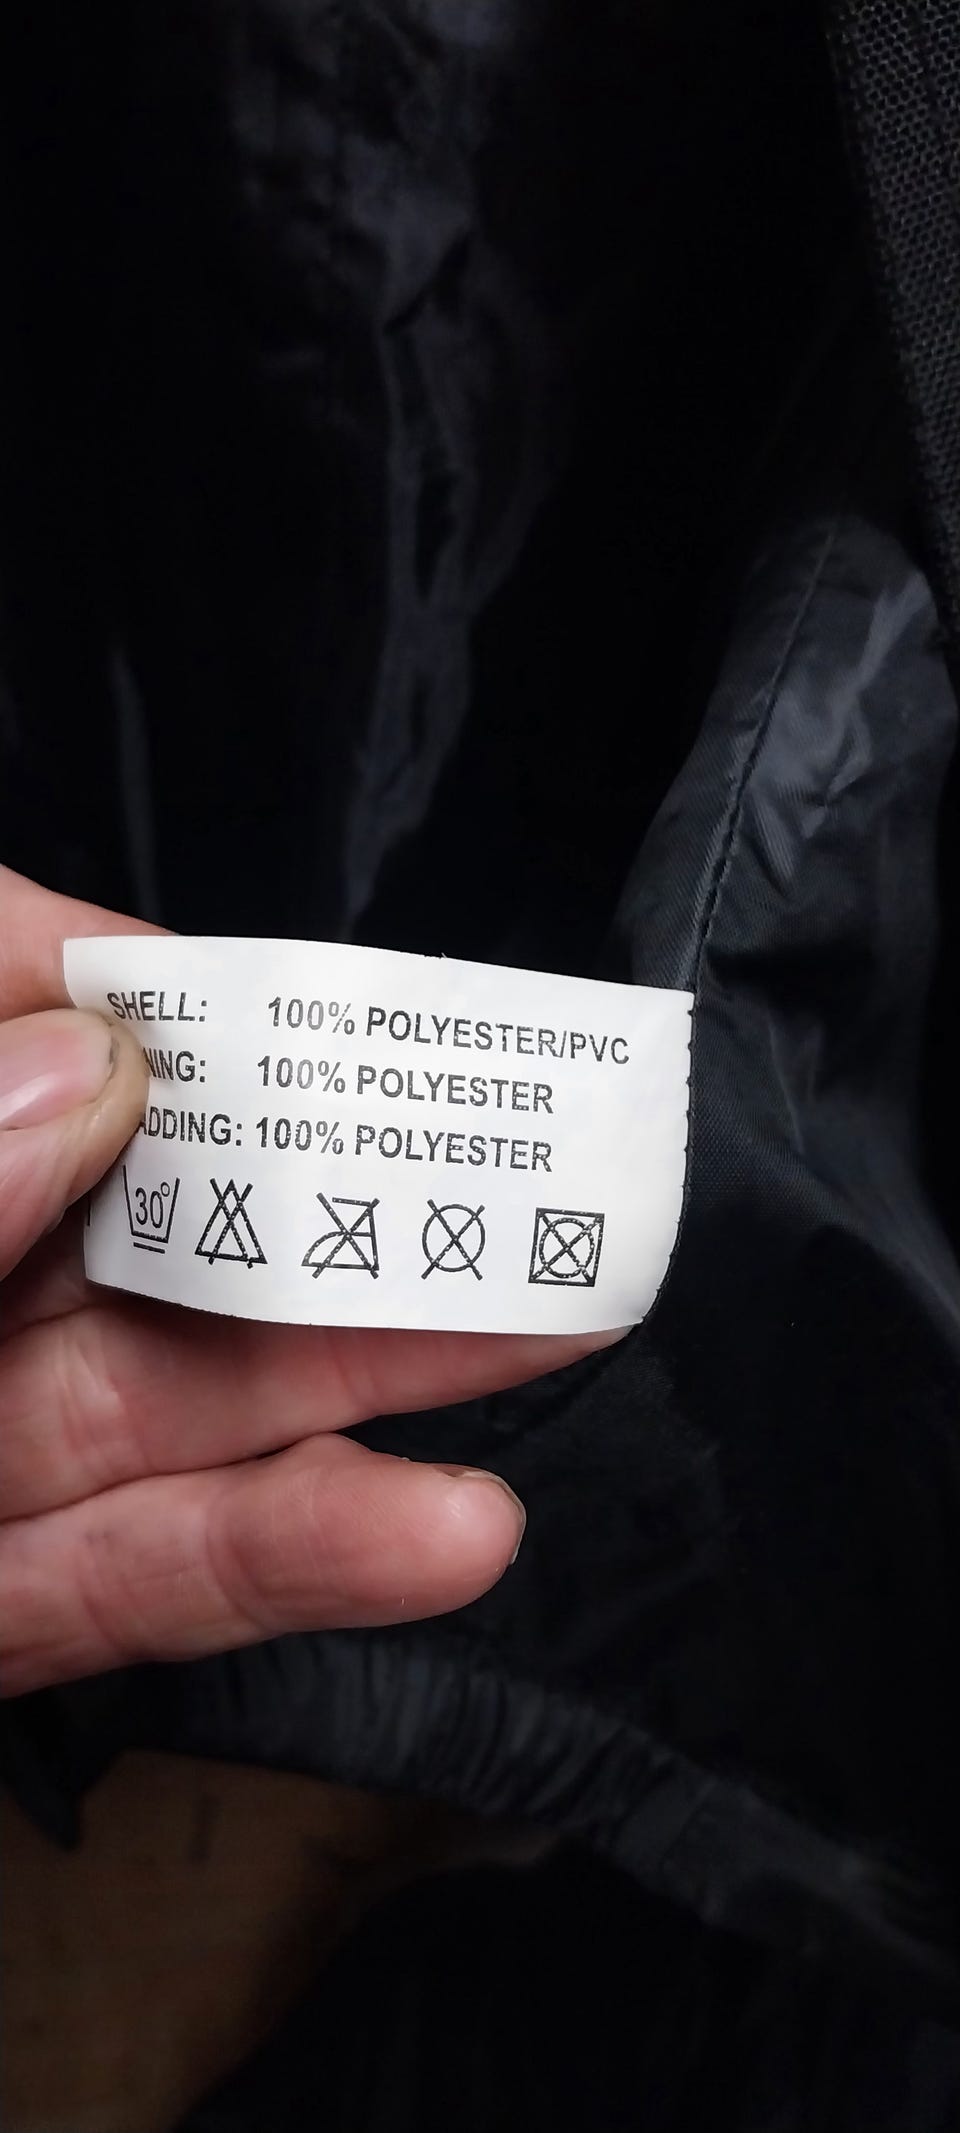 SHELL: 100% POLYESTER/PVC
NING: 100% POLYESTER
ADDING: 100% POLYESTER
30°